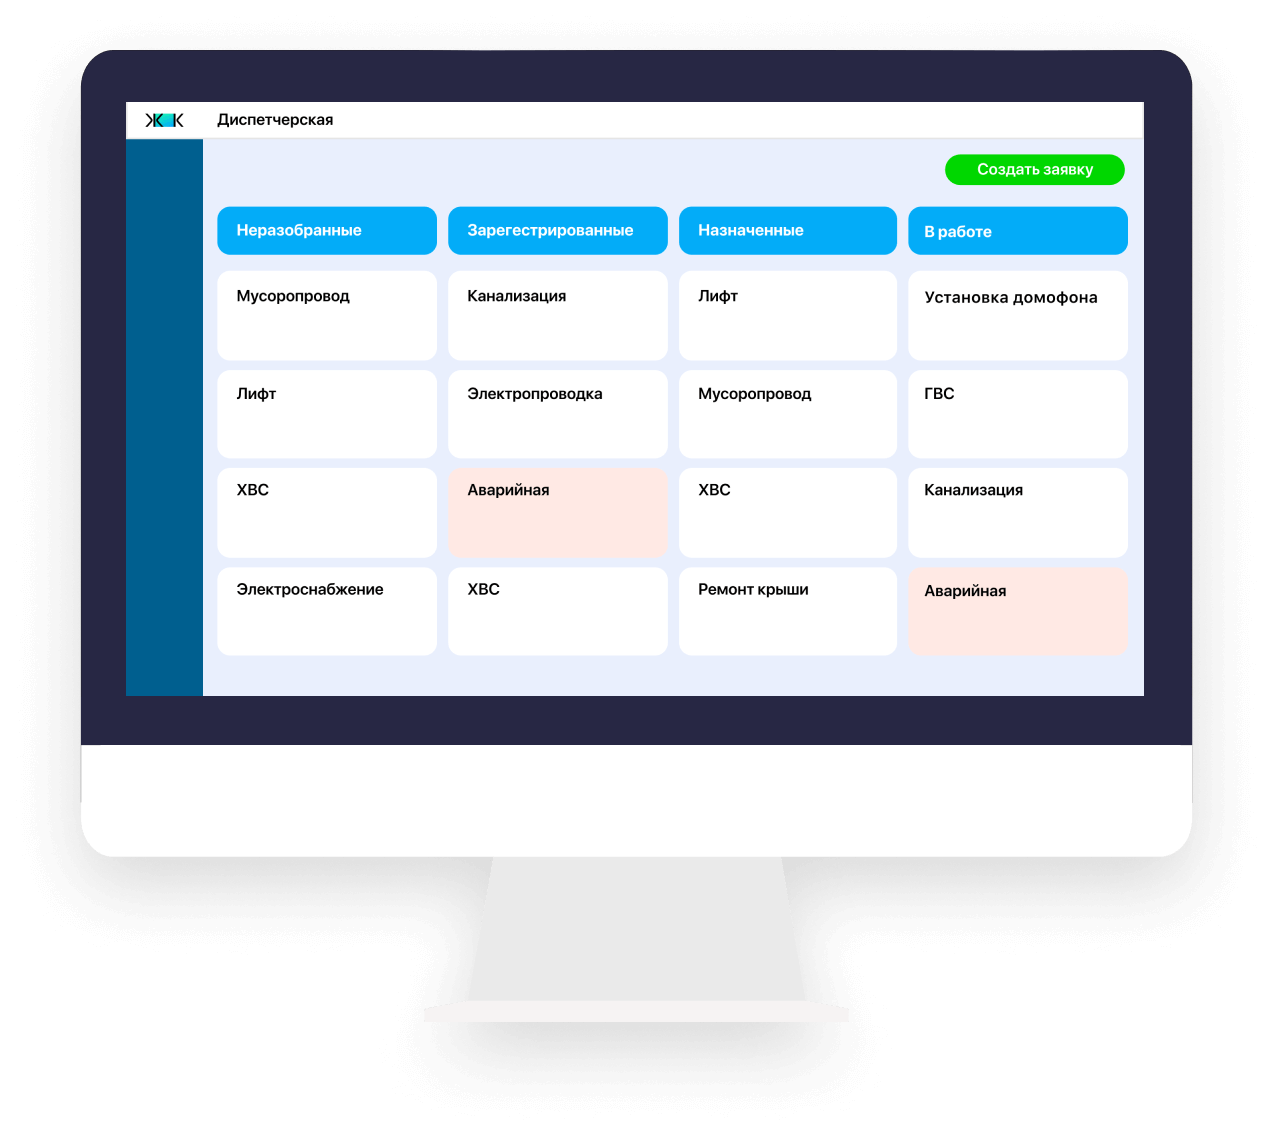 ЖК Диспетчерская
Создать заявку
Неразобранные Зарегестрированные Назначенные В работе
Мусоропровод Канализация Лифт Установка домофона
Лифт Электропроводка Мусоропровод ГВС
ХВС Аварийная ХВС Канализация
Электроснабжение ХВС Ремонт крыши Аварийная